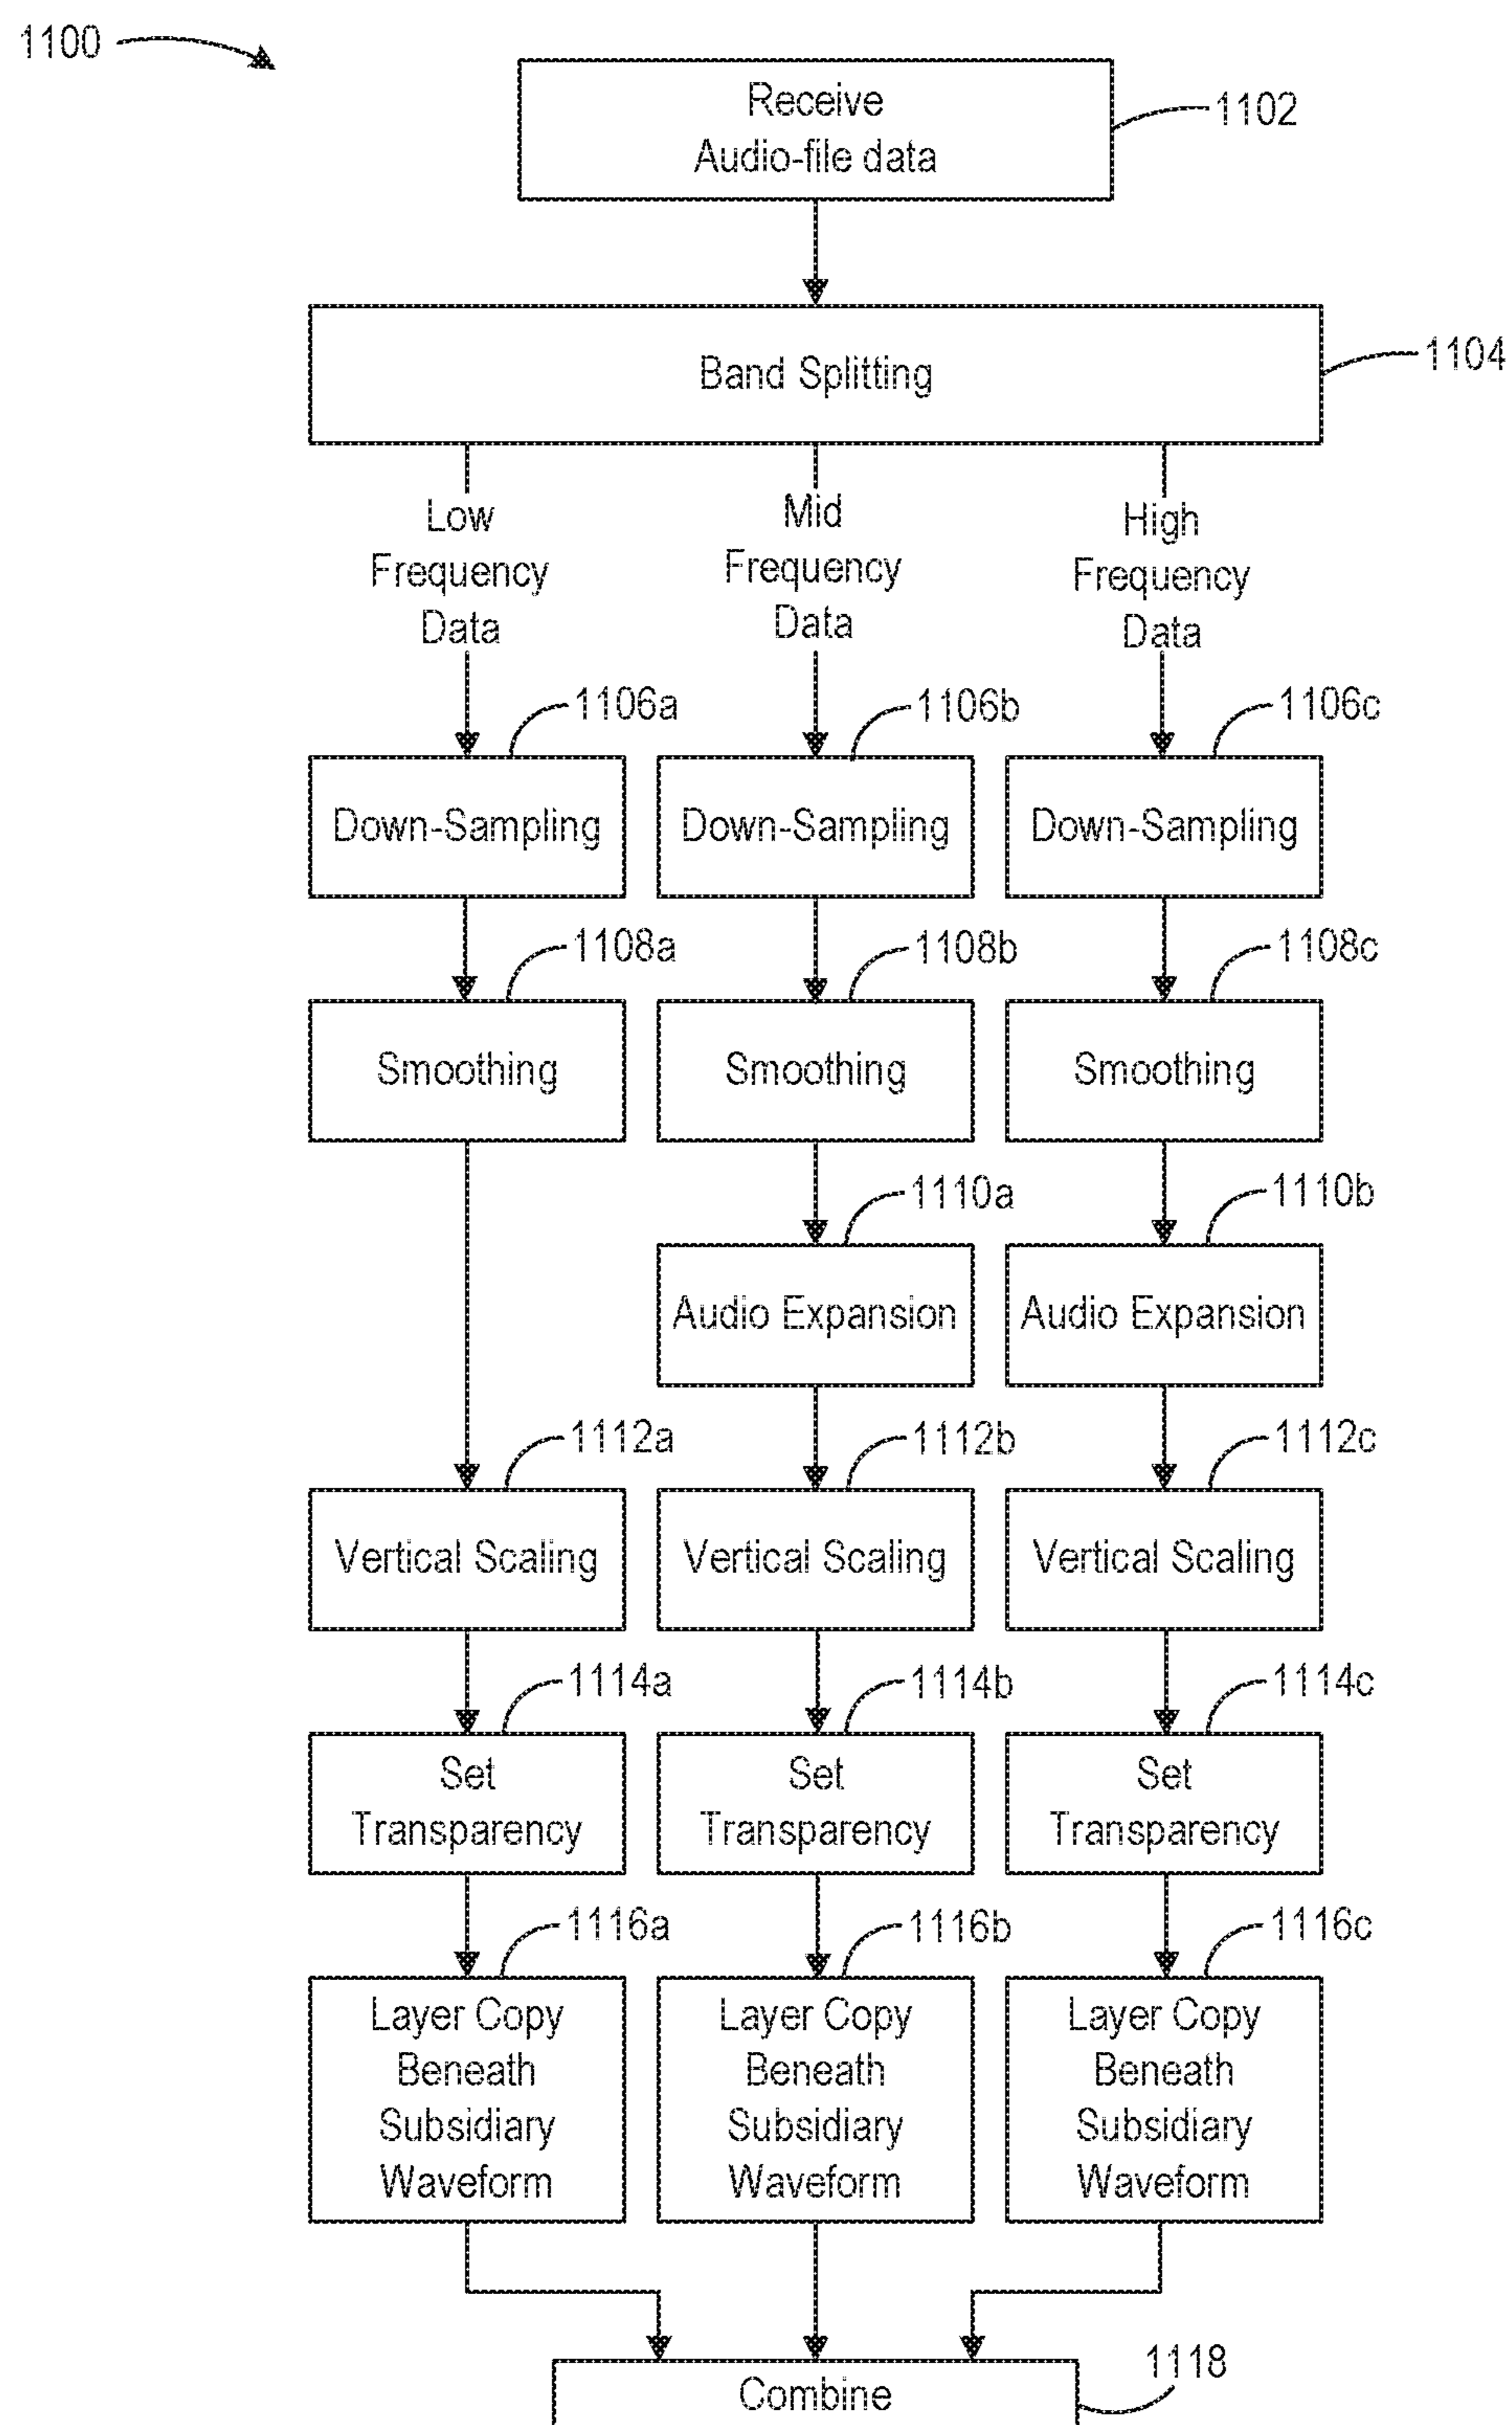 1100
Receive
Audio-file data
1102
Band Splitting
1104
Low
Frequency
Data
Mid
Frequency
Data
High
Frequency
Data
1106a
1106b
1106c
Down-Sampling
Down-Sampling
Down-Sampling
1108a
1108b
1108c
Smoothing
Smoothing
Smoothing
1110a
1110b
Audio Expansion
Audio Expansion
1112a
1112b
1112c
Vertical Scaling
Vertical Scaling
Vertical Scaling
1114a
1114b
1114c
Set
Transparency
Set
Transparency
Set
Transparency
1116a
1116b
1116c
Layer Copy
Beneath
Subsidiary
Waveform
Layer Copy
Beneath
Subsidiary
Waveform
Layer Copy
Beneath
Subsidiary
Waveform
Combine
1118